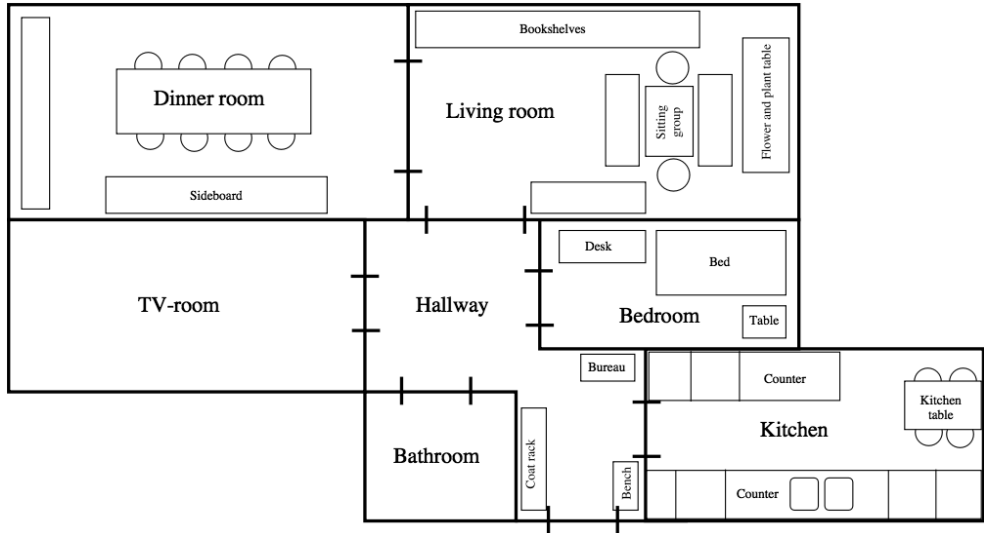 Bookshelves
Dinner room
Living room
Sitting
group
Flower and plant table
Sideboard
Desk
Bed
TV-room
Hallway
Bedroom
Table
Bureau
Counter
Kitchen
table
Kitchen
Bathroom
Coat rack
Bench
Counter